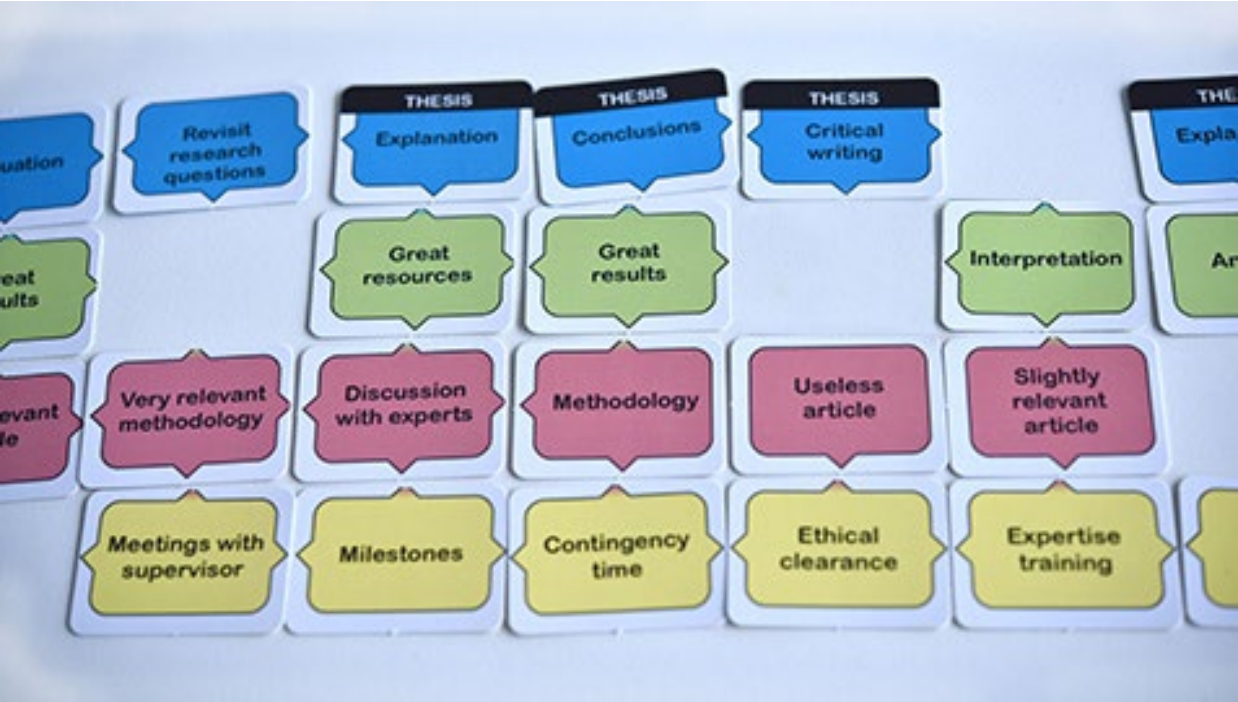 Revisit
research
questions
THESIS
Explanation
THESIS
Conclusions
THESIS
Critical
writing
Great
resources
Great
results
Interpretation
Very relevant
methodology
Discussion
with experts
Methodology
Useless
article
Slightly
relevant
article
Meetings with
supervisor
Milestones
Contingency
time
Ethical
clearance
Expertise
training